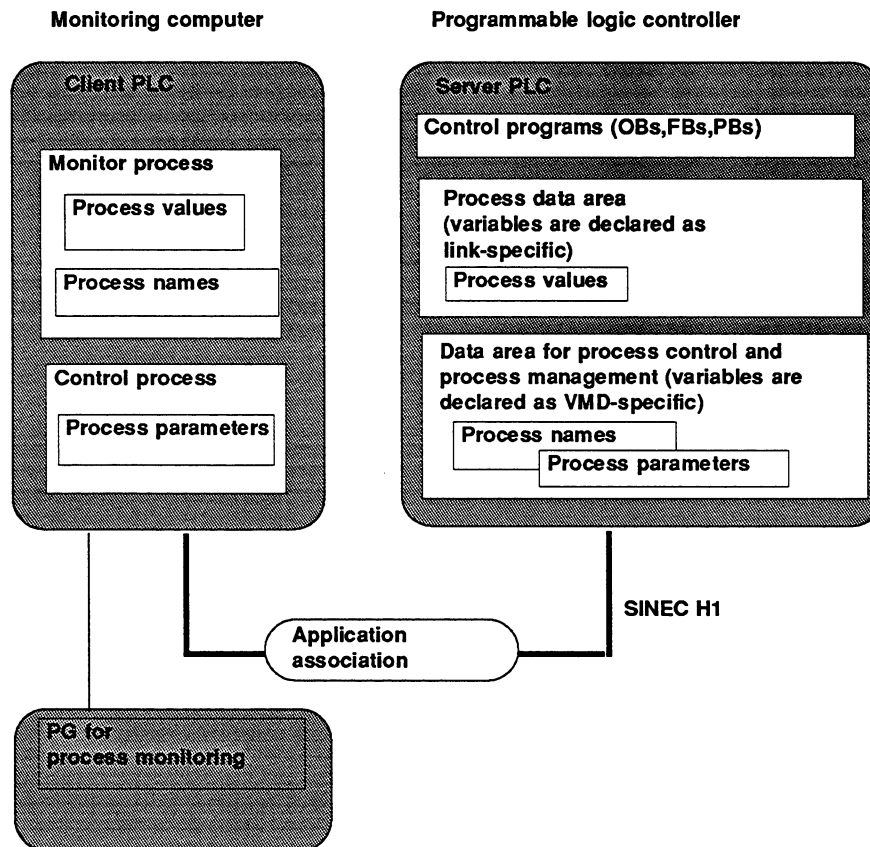 Monitoring computer
Programmable logic controller
Client PLC
Monitor process
Process values
Process names
Control process
Process parameters
Server PLC
Control programs (OBs,FBs,PBs)
Process data area
(variables are declared as
link-specific)
Process values
Data area for process control and
process management (variables are
declared as VMD-specific)
Process names
Process parameters
SINEC H1
Application
association
PG for
process monitoring